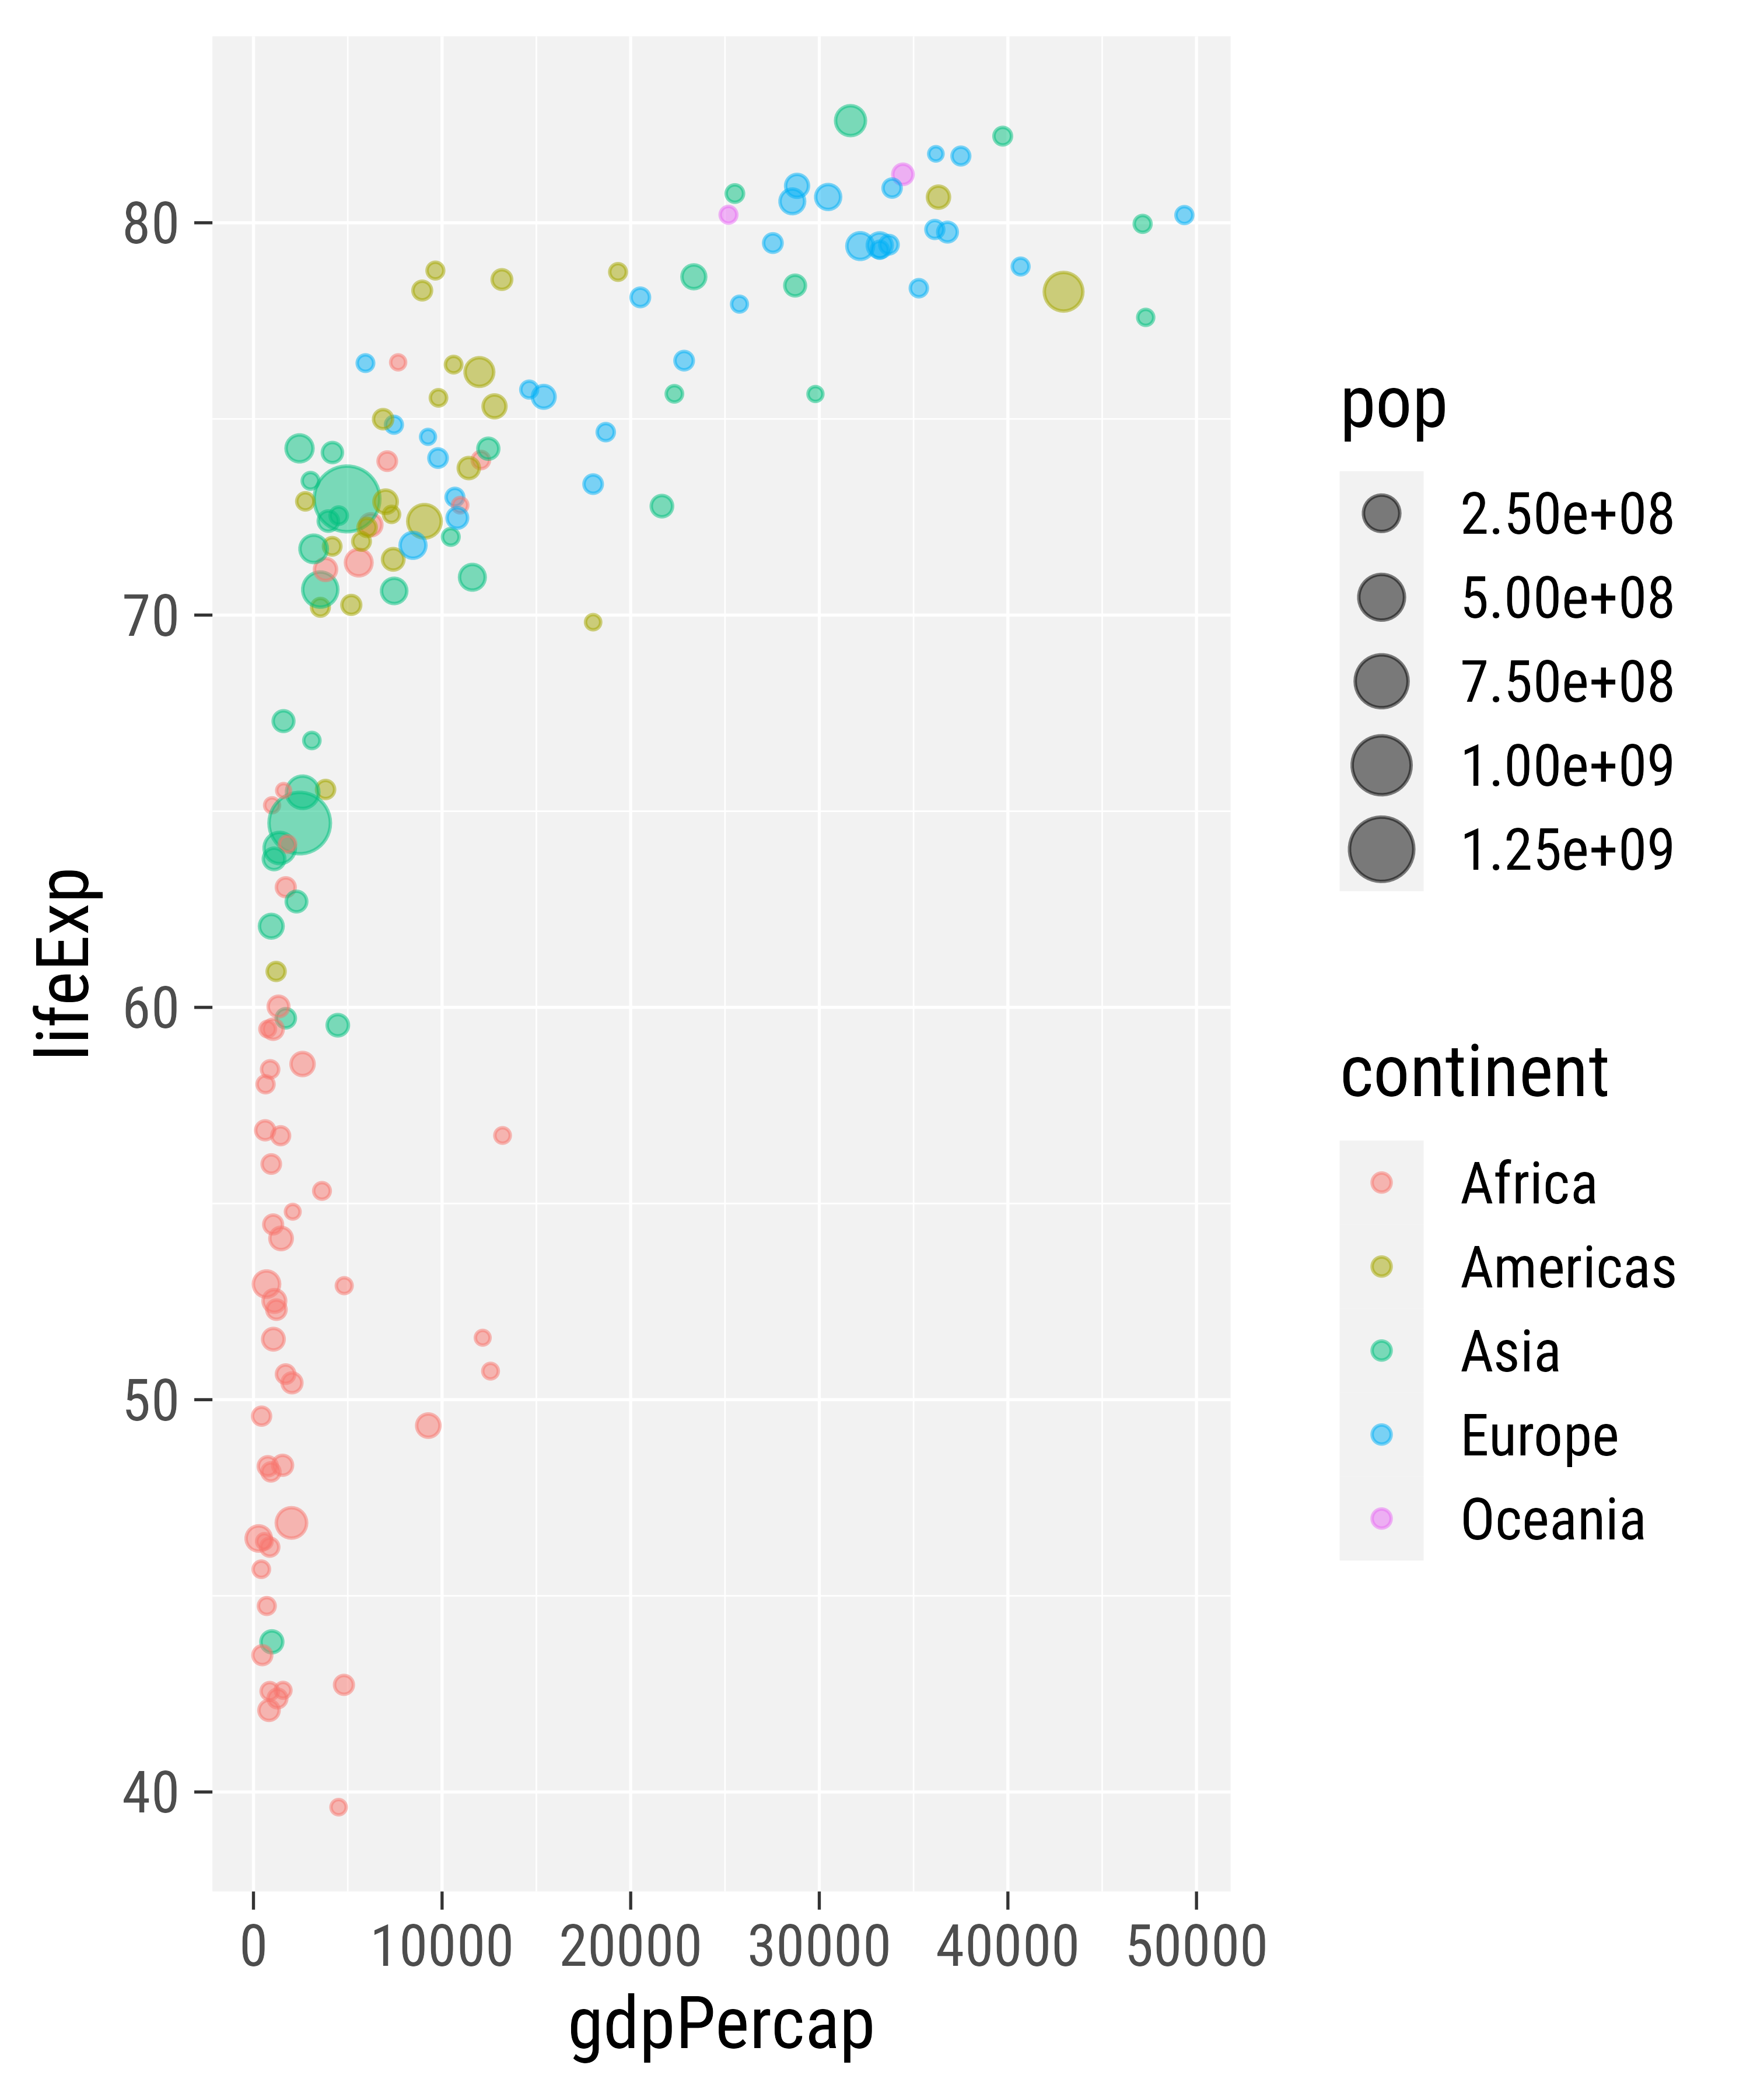 80
70
60
50
40
lifeExp
0 10000 20000 30000 40000 50000
gdpPercap
pop
2.50e+08
5.00e+08
7.50e+08
1.00e+09
1.25e+09
continent
Africa
Americas
Asia
Europe
Oceania